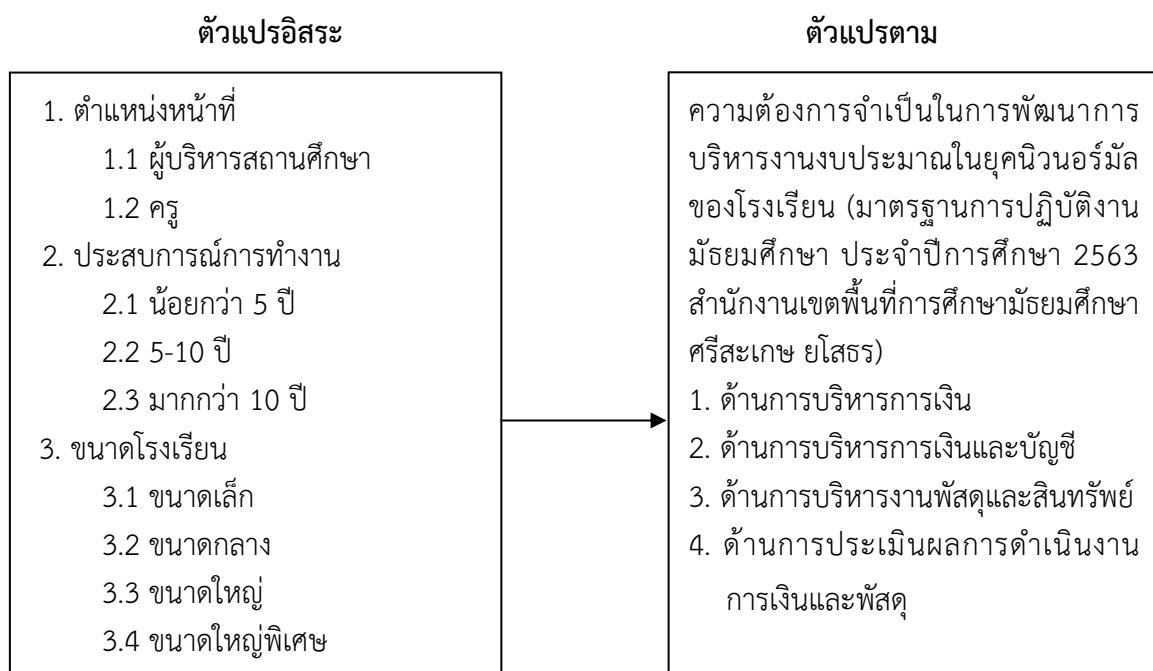 ตัวแปรอิสระ
1. ตำแหน่งหน้าที่
1.1 ผู้บริหารสถานศึกษา
1.2 ครู
2. ประสบการณ์การทำงาน
2.1 น้อยกว่า 5 ปี
2.2 5-10 ปี
2.3 มากกว่า 10 ปี
3. ขนาดโรงเรียน
3.1 ขนาดเล็ก
3.2 ขนาดกลาง
3.3 ขนาดใหญ่
3.4 ขนาดใหญ่พิเศษ
ตัวแปรตาม
ความต้องการจำเป็นในการพัฒนาการ
บริหารงานงบประมาณในยุคนิวนอร์มัล
ของโรงเรียน (มาตรฐานการปฏิบัติงาน
มัธยมศึกษา ประจำปีการศึกษา 2563
สำนักงานเขตพื้นที่การศึกษามัธยมศึกษา
ศรีสะเกษ ยโสธร)
1. ด้านการบริหารการเงิน
2. ด้านการบริหารการเงินและบัญชี
3. ด้านการบริหารงานพัสดุและสินทรัพย์
4. ด้านการประเมินผลการดำเนินงาน
การเงินและพัสดุ